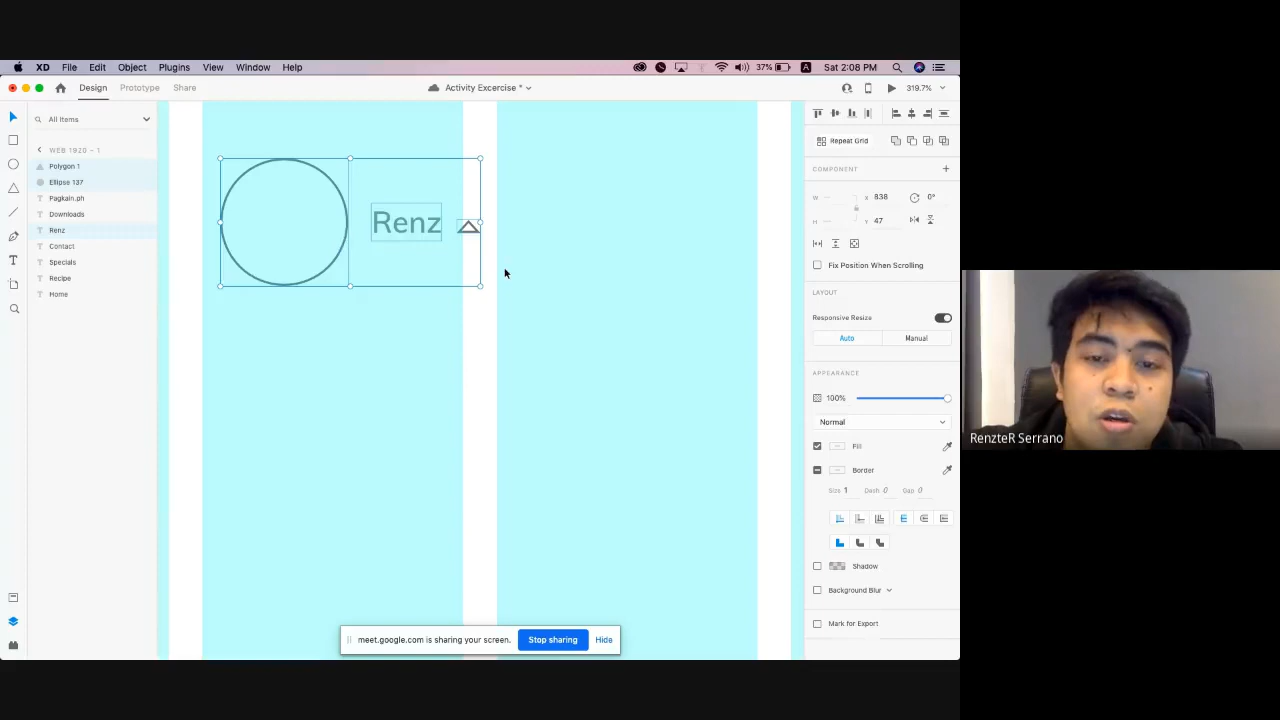 XD File Edit Object Plugins View Window Help 37% A Sat 2:08 PM
Design Prototype Share Activity Excercise * 319.7%
All Items
WEB 1920 – 1
Polygon 1
Ellipse 137
Pagkain.ph
Downloads
Renz
Contact
Specials
Recipe
Home
T
Renz
Repeat Grid
COMPONENT +
W X 838 0°
H Y 47
Fix Position When Scrolling
LAYOUT
Responsive Resize
Auto Manual
APPEARANCE
100%
Normal
Fill
Border
Size 1 Dash 0 Gap 0
Shadow
Background Blur
Mark for Export
meet.google.com is sharing your screen. Stop sharing Hide
RenzteR Serrano